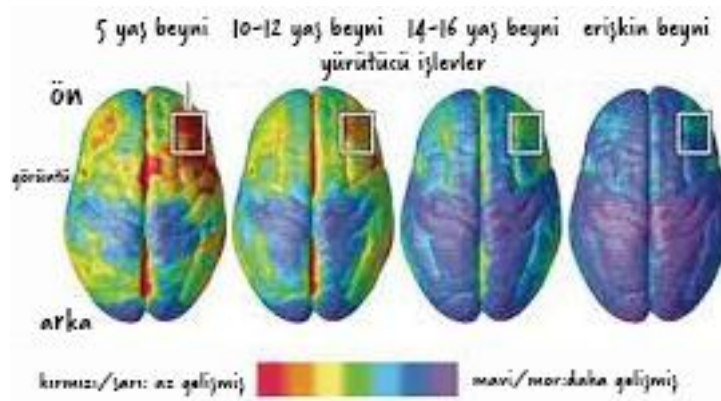 5 yaş beyni 10-12 yaş beyni 14-16 yaş beyni erişkin beyni
yürütücü işlevler
ön
görüntü
arka
kırmızı/sarı: az gelişmiş mavi/mor:daha gelişmiş